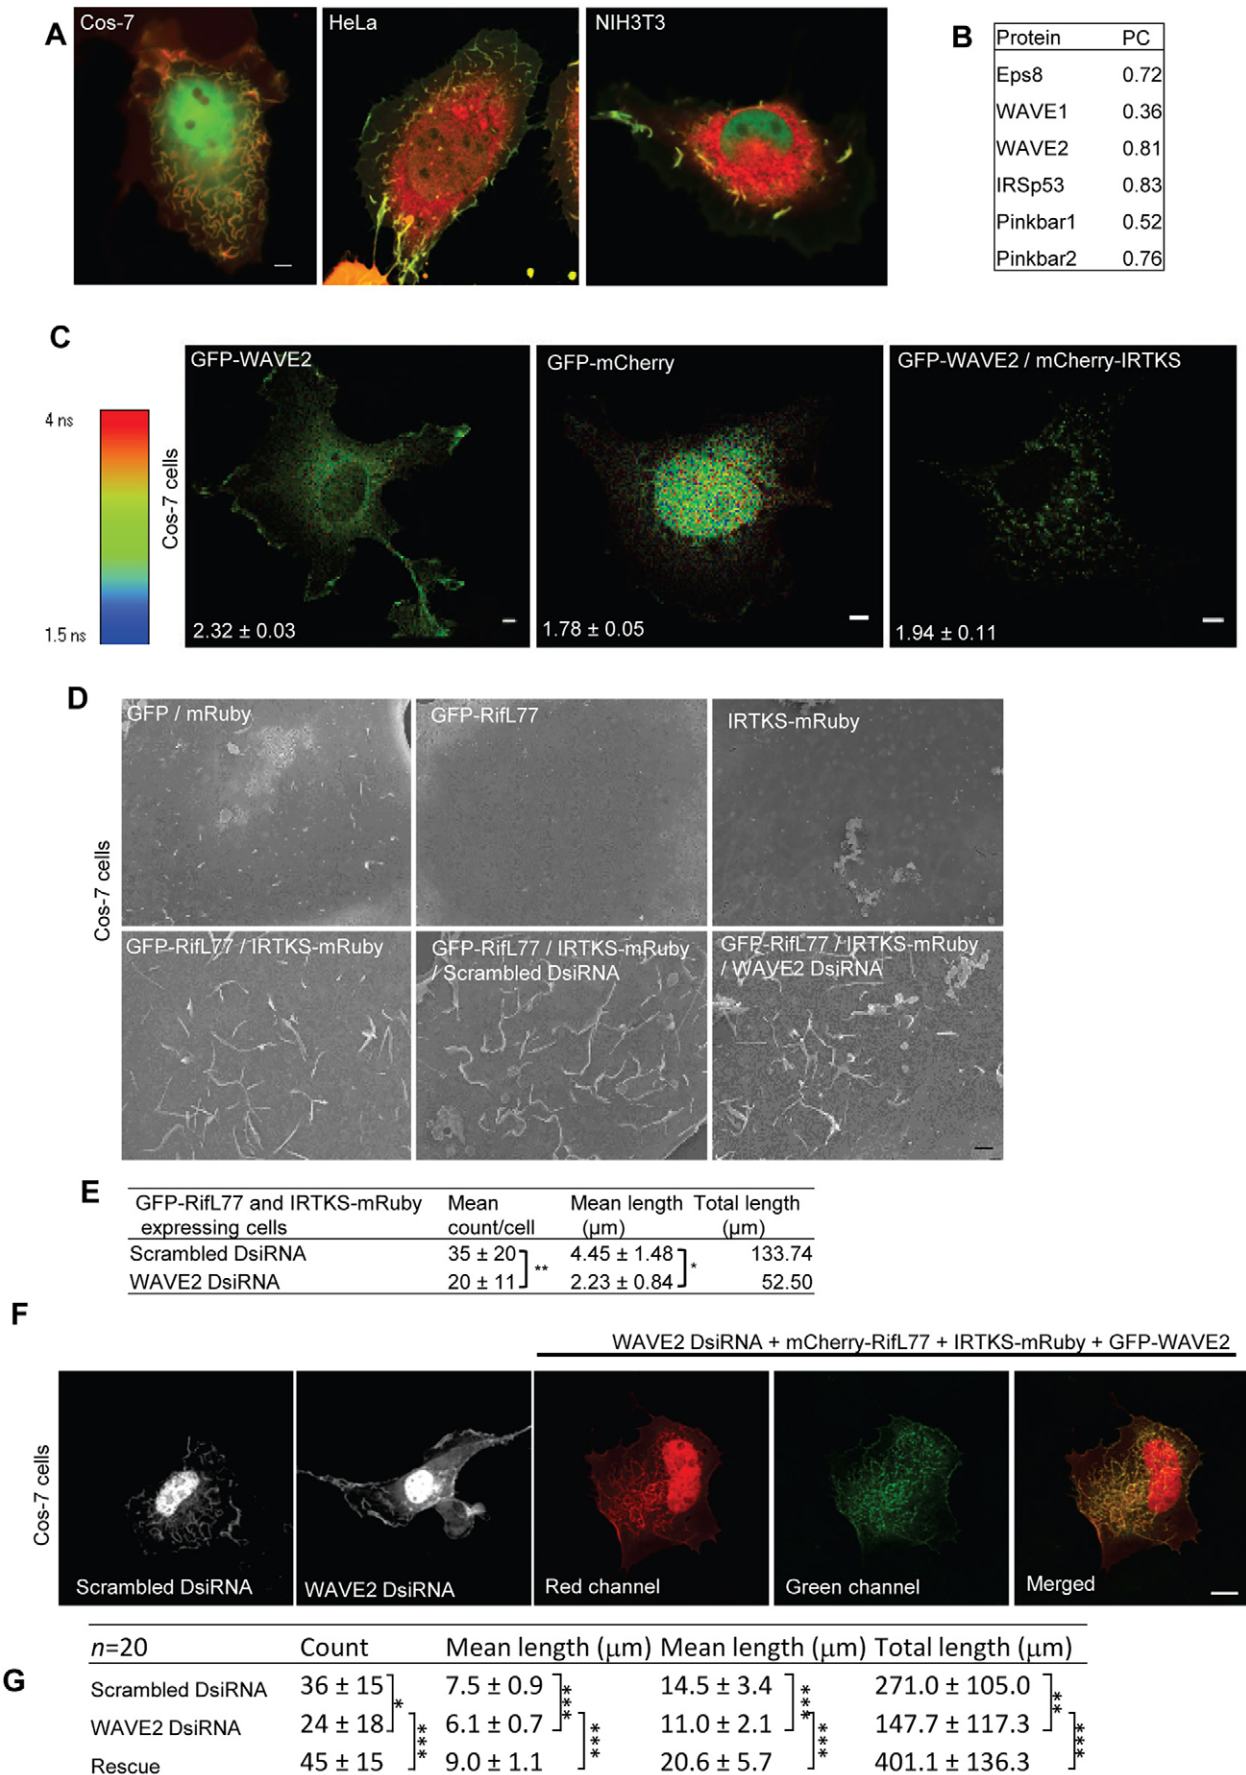 A
Cos-7
HeLa
NIH3T3
B
Protein PC
Eps8 0.72
WAVE1 0.36
WAVE2 0.81
IRSp53 0.83
Pinkbar1 0.52
Pinkbar2 0.76
C
4 ns
1.5 ns
Cos-7 cells
GFP-WAVE2
2.32 ± 0.03
GFP-mCherry
1.78 ± 0.05
GFP-WAVE2 / mCherry-IRTKS
1.94 ± 0.11
D
Cos-7 cells
GFP / mRuby
GFP-RifL77
IRTKS-mRuby
GFP-RifL77 / IRTKS-mRuby
GFP-RifL77 / IRTKS-mRuby
/ Scrambled DsiRNA
GFP-RifL77 / IRTKS-mRuby
/ WAVE2 DsiRNA
E
GFP-RifL77 and IRTKS-mRuby Mean Mean length Total length
expressing cells count/cell (µm) (µm)
Scrambled DsiRNA 35 ± 20 4.45 ± 1.48 133.74
** *
WAVE2 DsiRNA 20 ± 11 2.23 ± 0.84 52.50
F
WAVE2 DsiRNA + mCherry-RifL77 + IRTKS-mRuby + GFP-WAVE2
Cos-7 cells
Scrambled DsiRNA
WAVE2 DsiRNA
Red channel
Green channel
Merged
G
n=20 Count Mean length (µm) Mean length (µm) Total length (µm)
Scrambled DsiRNA 36 ± 15 7.5 ± 0.9 14.5 ± 3.4 271.0 ± 105.0
* *** *** **
WAVE2 DsiRNA 24 ± 18 6.1 ± 0.7 11.0 ± 2.1 147.7 ± 117.3
*** *** *** ***
Rescue 45 ± 15 9.0 ± 1.1 20.6 ± 5.7 401.1 ± 136.3